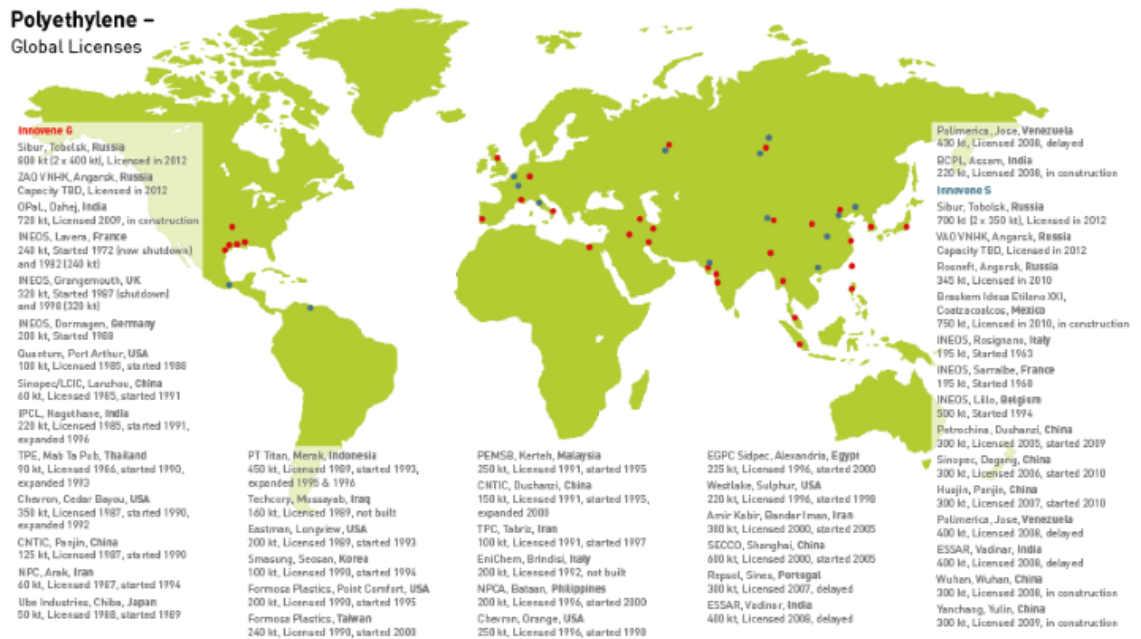 Polyethylene –
Global Licenses
Innovene G
Sibur, Tobolsk, Russia
800 kt (2 x 400 kt), Licensed in 2012
ZAO VNHK, Angarsk, Russia
Capacity TBD, Licensed in 2012
OPaL, Dahej, India
720 kt, Licensed 2009, in construction
INEOS, Lavera, France
240 kt, Started 1972 (now shutdown)
and 1982 (240 kt)
INEOS, Grangemouth, UK
320 kt, Started 1987 (shutdown)
and 1998 (320 kt)
INEOS, Dormagen, Germany
200 kt, Started 1988
Quantum, Port Arthur, USA
100 kt, Licensed 1985, started 1988
Sinopec/LCIC, Lanzhou, China
60 kt, Licensed 1985, started 1991
IPCL, Nagothane, India
220 kt, Licensed 1985, started 1991,
expanded 1996
TPE, Mab Ta Pub, Thailand
90 kt, Licensed 1986, started 1990,
expanded 1993
Chevron, Cedar Bayou, USA
350 kt, Licensed 1987, started 1990,
expanded 1992
CNTIC, Panjin, China
125 kt, Licensed 1987, started 1990
NPC, Arak, Iran
60 kt, Licensed 1987, started 1994
Ube Industries, Chiba, Japan
50 kt, Licensed 1988, started 1989
PT Titan, Merak, Indonesia
450 kt, Licensed 1989, started 1993,
expanded 1995 & 1996
Techcorp, Mussayab, Iraq
160 kt, Licensed 1989, not built
Eastman, Longview, USA
200 kt, Licensed 1989, started 1993
Smasung, Seosan, Korea
100 kt, Licensed 1990, started 1994
Formosa Plastics, Point Comfort, USA
200 kt, Licensed 1990, started 1995
Formosa Plastics, Taiwan
240 kt, Licensed 1990, started 2000
PEMSB, Kerteh, Malaysia
250 kt, Licensed 1991, started 1995
CNTIC, Dushanzi, China
150 kt, Licensed 1991, started 1995,
expanded 2000
TPC, Tabriz, Iran
100 kt, Licensed 1991, started 1997
EniChem, Brindisi, Italy
200 kt, Licensed 1992, not built
NPCA, Bataan, Philippines
200 kt, Licensed 1996, started 2000
Chevron, Orange, USA
250 kt, Licensed 1996, started 1998
EGPC Sidpec, Alexandria, Egypt
225 kt, Licensed 1996, started 2000
Westlake, Sulphur, USA
220 kt, Licensed 1996, started 1998
Amir Kabir, Bandar Iman, Iran
300 kt, Licensed 2000, started 2005
SECCO, Shanghai, China
600 kt, Licensed 2000, started 2005
Repsol, Sines, Portugal
300 kt, Licensed 2007, delayed
ESSAR, Vadinar, India
400 kt, Licensed 2008, delayed
Polimerica, Jose, Venezuela
430 kt, Licensed 2008, delayed
BCPL, Assam, India
220 kt, Licensed 2008, in construction
Innovene S
Sibur, Tobolsk, Russia
700 kt (2 x 350 kt), Licensed in 2012
VAO VNHK, Angarsk, Russia
Capacity TBD, Licensed in 2012
Rosneft, Angarsk, Russia
345 kt, Licensed in 2010
Braskem Idesa Etileno XXI,
Coatzacoalcos, Mexico
750 kt, Licensed in 2010, in construction
INEOS, Rosignano, Italy
195 kt, Started 1963
INEOS, Sarralbe, France
195 kt, Started 1968
INEOS, Lillo, Belgium
500 kt, Started 1994
Petrochina, Dushanzi, China
300 kt, Licensed 2005, started 2009
Sinopec, Dagang, China
300 kt, Licensed 2006, started 2010
Huajin, Panjin, China
300 kt, Licensed 2007, started 2010
Polimerica, Jose, Venezuela
400 kt, Licensed 2008, delayed
ESSAR, Vadinar, India
400 kt, Licensed 2008, delayed
Wuhan, Wuhan, China
300 kt, Licensed 2008, in construction
Yanchang, Yulin, China
300 kt, Licensed 2009, in construction